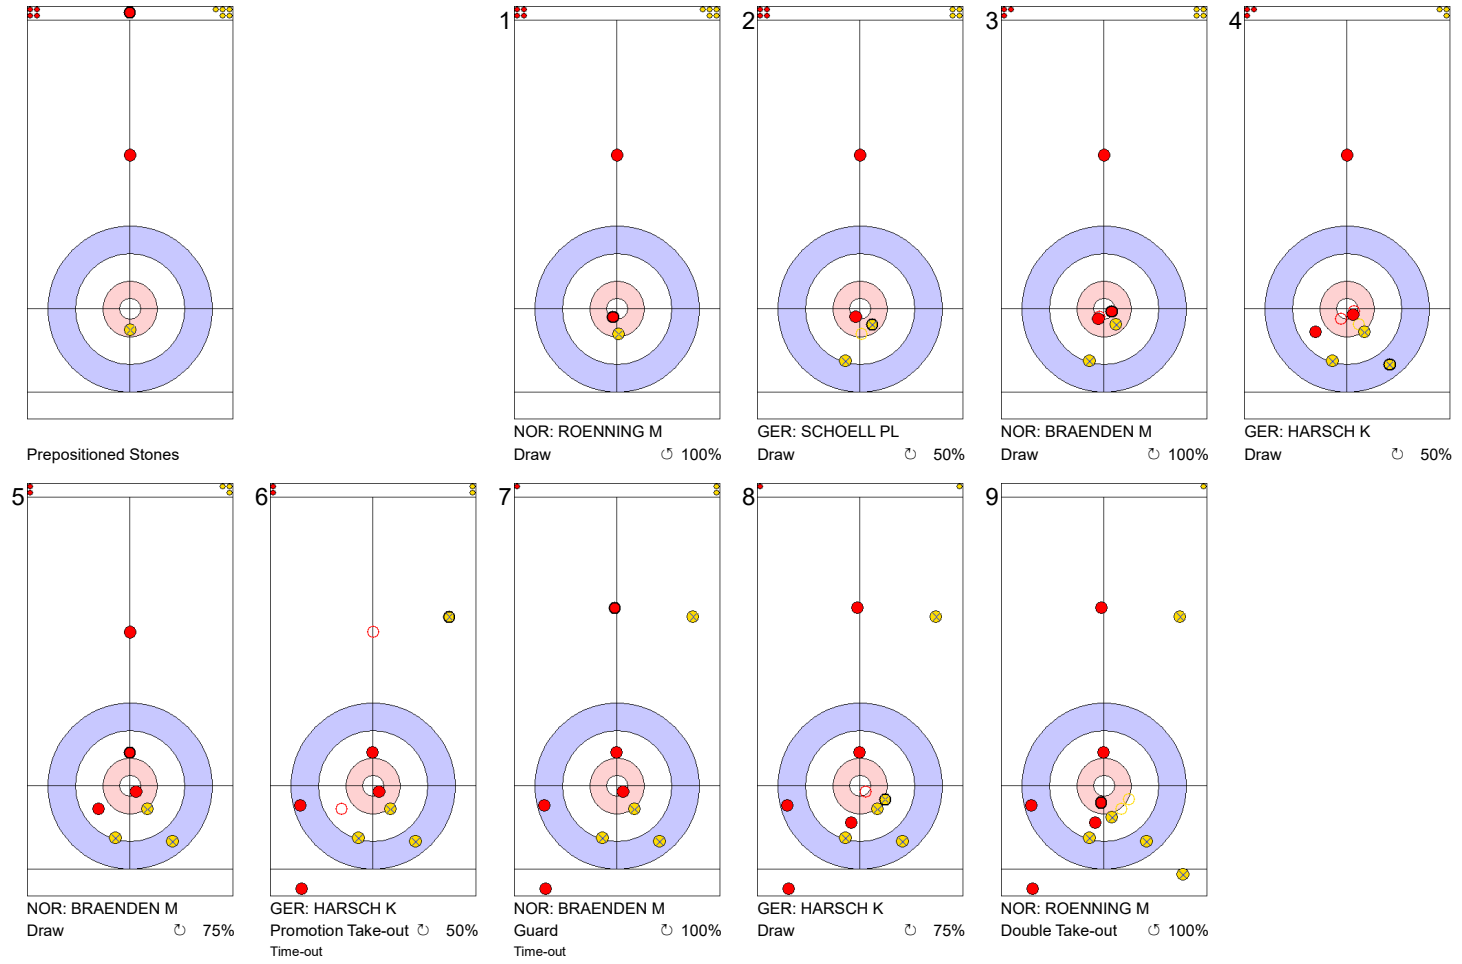 1
2
3
4
NOR: ROENNING M
GER: SCHOELL PL
NOR: BRAENDEN M
GER: HARSCH K
Prepositioned Stones
Draw ↺ 100%
Draw ↻ 50%
Draw ↻ 100%
Draw ↻ 50%
5
6
7
8
9
NOR: BRAENDEN M
GER: HARSCH K
NOR: BRAENDEN M
GER: HARSCH K
NOR: ROENNING M
Draw ↻ 75%
Promotion Take-out ↻ 50%
Guard ↻ 100%
Draw ↻ 75%
Double Take-out ↺ 100%
Time-out
Time-out